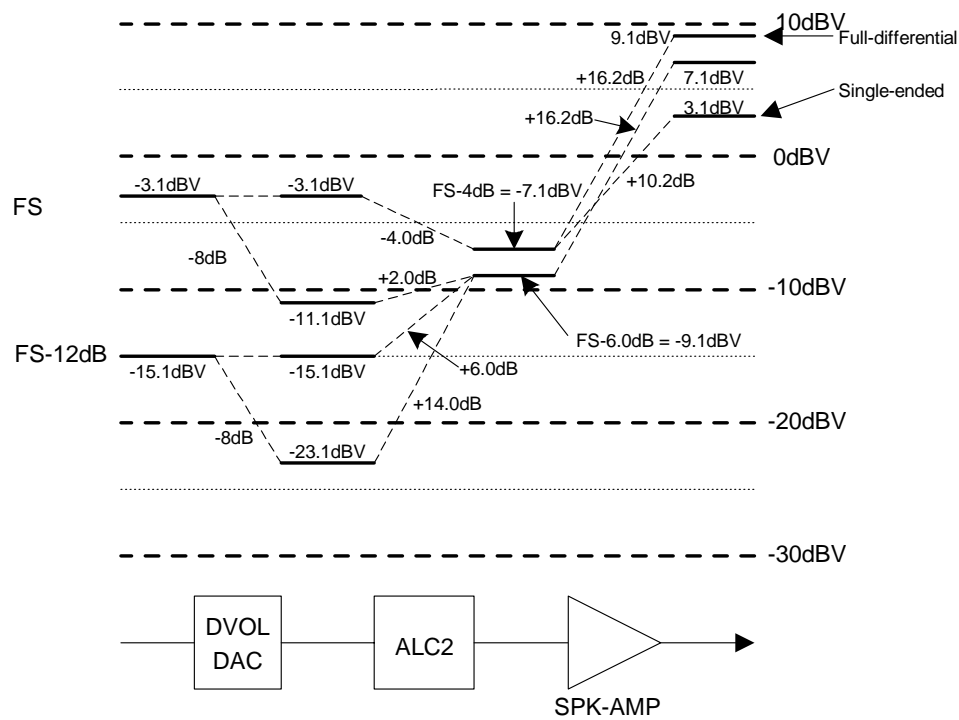 10dBV
9.1dBV
Full-differential
+16.2dB
7.1dBV
Single-ended
3.1dBV
+16.2dB
0dBV
+10.2dB
-3.1dBV
-3.1dBV
FS-4dB = -7.1dBV
FS
-4.0dB
-8dB
+2.0dB
-10dBV
-11.1dBV
FS-6.0dB = -9.1dBV
FS-12dB
-15.1dBV
-15.1dBV
+6.0dB
+14.0dB
-20dBV
-8dB
-23.1dBV
-30dBV
DVOL
DAC
ALC2
SPK-AMP